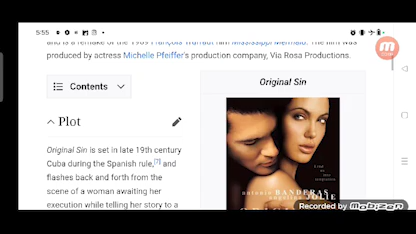 5:55
and is a remake of the 1969 François Truffaut film Mississippi Mermaid. The film was
produced by actress Michelle Pfeiffer's production company, Via Rosa Productions.
Contents
Original Sin
Plot
Original Sin is set in late 19th century
Cuba during the Spanish rule,[7] and
flashes back and forth from the
scene of a woman awaiting her
execution while telling her story to a
antonio BANDERAS
JOLIE
Recorded by mobizen